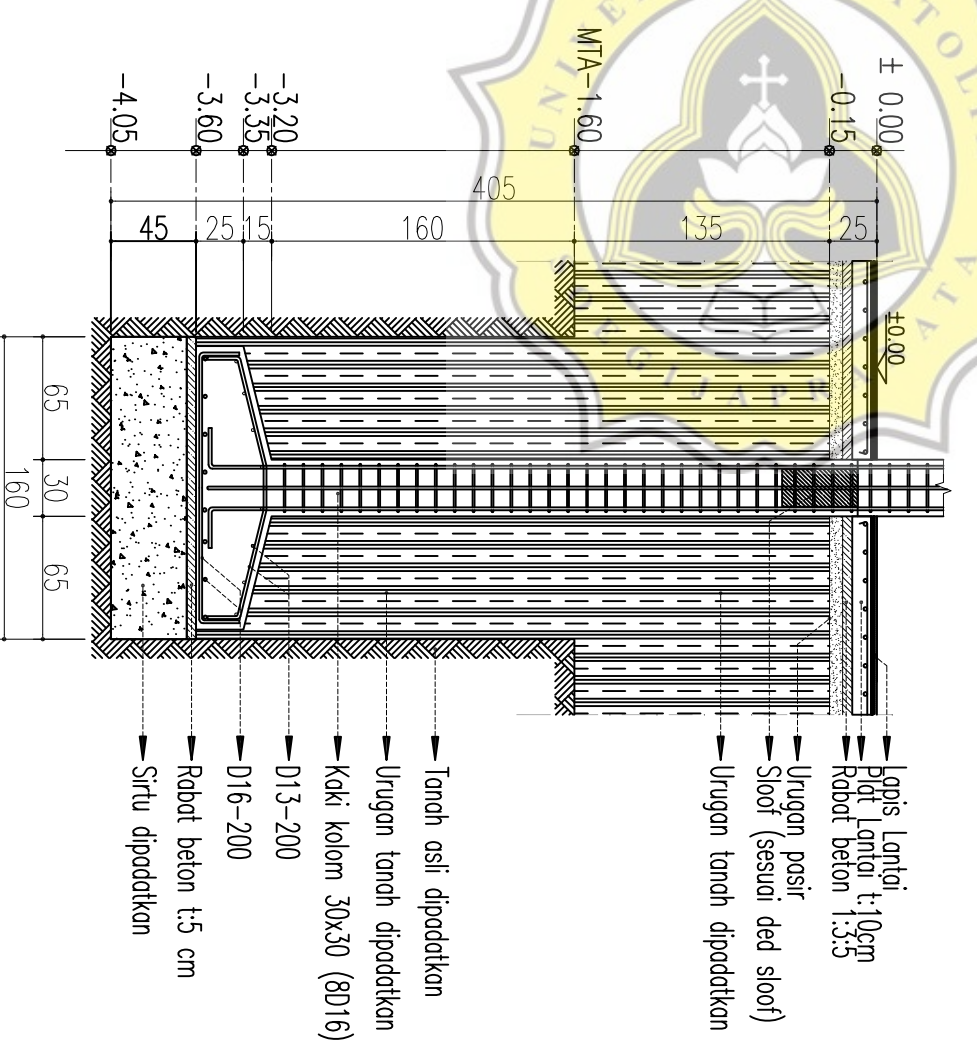 ± 0.00
-0.15
MTA-1.60
-3.20
-3.35
-3.60
-4.05
405
25
135
160
15
25
45
±0.00
65
30
65
160
Lapis Lantai
Plat Lantai t:10cm
Rabat beton 1:3:5
Urugan pasir
Sloof (sesuai ded sloof)
Urugan tanah dipadatkan
Tanah asli dipadatkan
Urugan tanah dipadatkan
Kaki kolom 30x30 (8D16)
D13-200
D16-200
Rabat beton t:5 cm
Sirtu dipadatkan